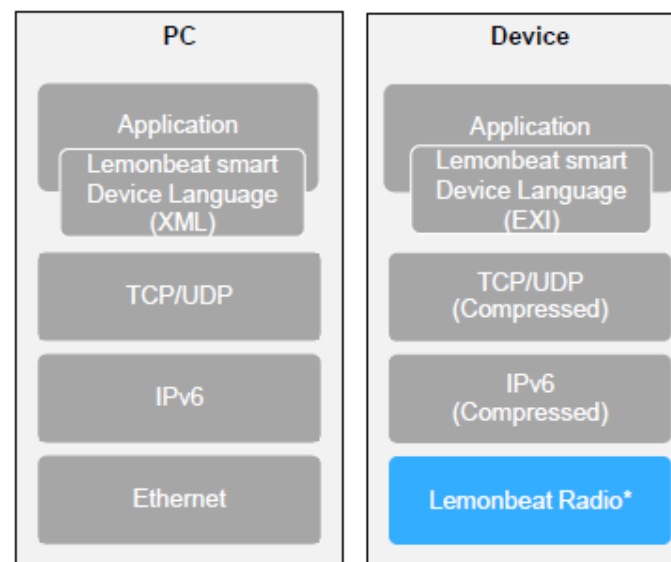 PC
Application
Lemonbeat smart
Device Language
(XML)
TCP/UDP
IPv6
Ethernet
Device
Application
Lemonbeat smart
Device Language
(EXI)
TCP/UDP
(Compressed)
IPv6
(Compressed)
Lemonbeat Radio*